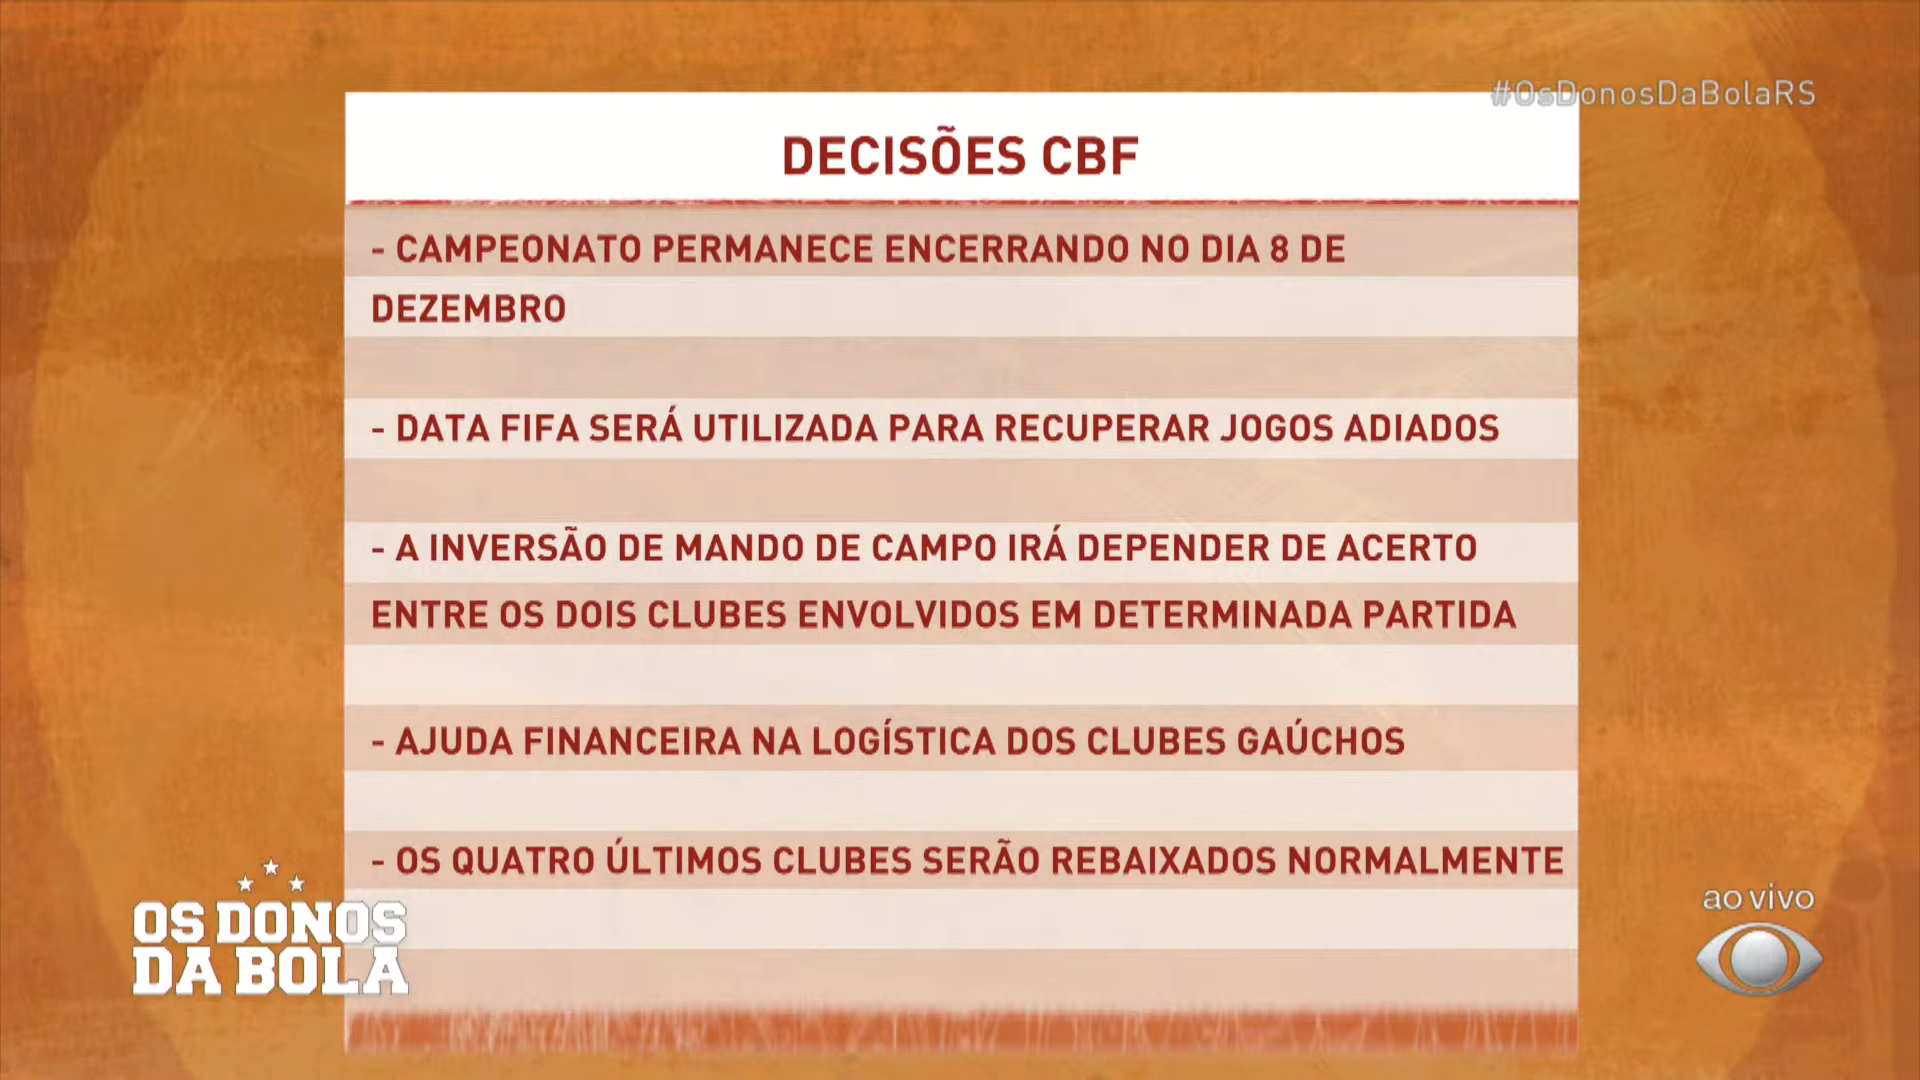 #OsDonosDaBolaRS
DECISÕES CBF
- CAMPEONATO PERMANECE ENCERRANDO NO DIA 8 DE
DEZEMBRO
- DATA FIFA SERÁ UTILIZADA PARA RECUPERAR JOGOS ADIADOS
- A INVERSÃO DE MANDO DE CAMPO IRÁ DEPENDER DE ACERTO
ENTRE OS DOIS CLUBES ENVOLVIDOS EM DETERMINADA PARTIDA
- AJUDA FINANCEIRA NA LOGÍSTICA DOS CLUBES GAÚCHOS
- OS QUATRO ÚLTIMOS CLUBES SERÃO REBAIXADOS NORMALMENTE
OS DONOS
DA BOLA
ao vivo